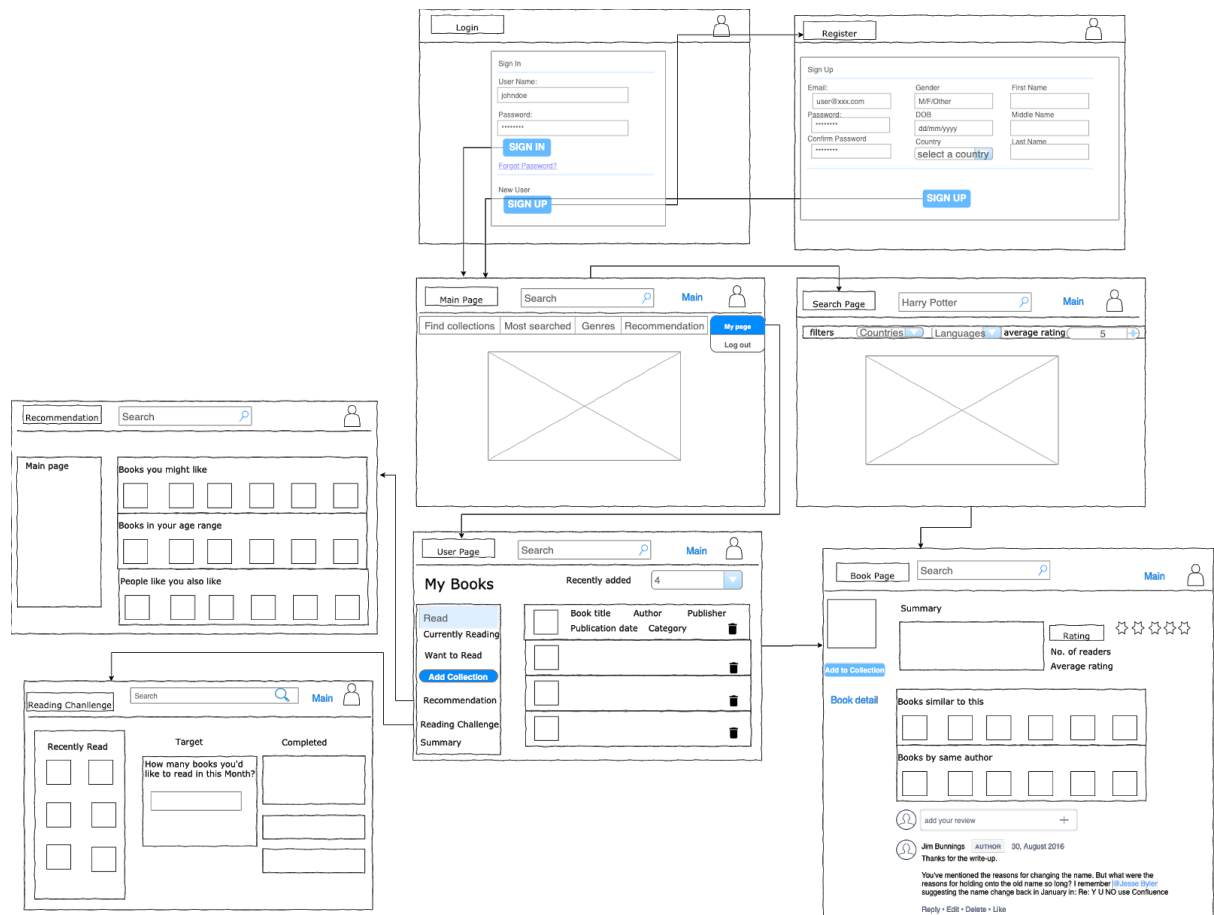 Login
Sign In
User Name:
johndoe
Password:
********
SIGN IN
Forgot Password?
New User
SIGN UP
Register
Sign Up
Email:
user@xxx.com
Password:
********
Confirm Password
********
Gender
M/F/Other
DOB
dd/mm/yyyy
Country
select a country
First Name
Middle Name
Last Name
SIGN UP
Main Page
Search
Main
Find collections
Most searched
Genres
Recommendation
My page
Log out
Search Page
Harry Potter
Main
filters
Countries
Languages
average rating
5
Recommendation
Search
Main page
Books you might like
Books in your age range
People like you also like
User Page
Search
Main
My Books
Recently added
4
Read
Currently Reading
Want to Read
Add Collection
Recommendation
Reading Challenge
Summary
Book title Author Publisher
Publication date Category
Book Page
Search
Main
Summary
Rating
No. of readers
Average rating
Add to Collection
Book detail
Books similar to this
Books by same author
add your review
Jim Bunnings AUTHOR 30, August 2016
Thanks for the write-up.
You've mentioned the reasons for changing the name. But what were the
reasons for holding onto the old name so long? I remember @Jesse Byler
suggesting the name change back in January in: Re: Y U NO use Confluence
Reply • Edit • Delete • Like
Reading Chanllenge
Search
Main
Recently Read
Target
How many books you'd
like to read in this Month?
Completed